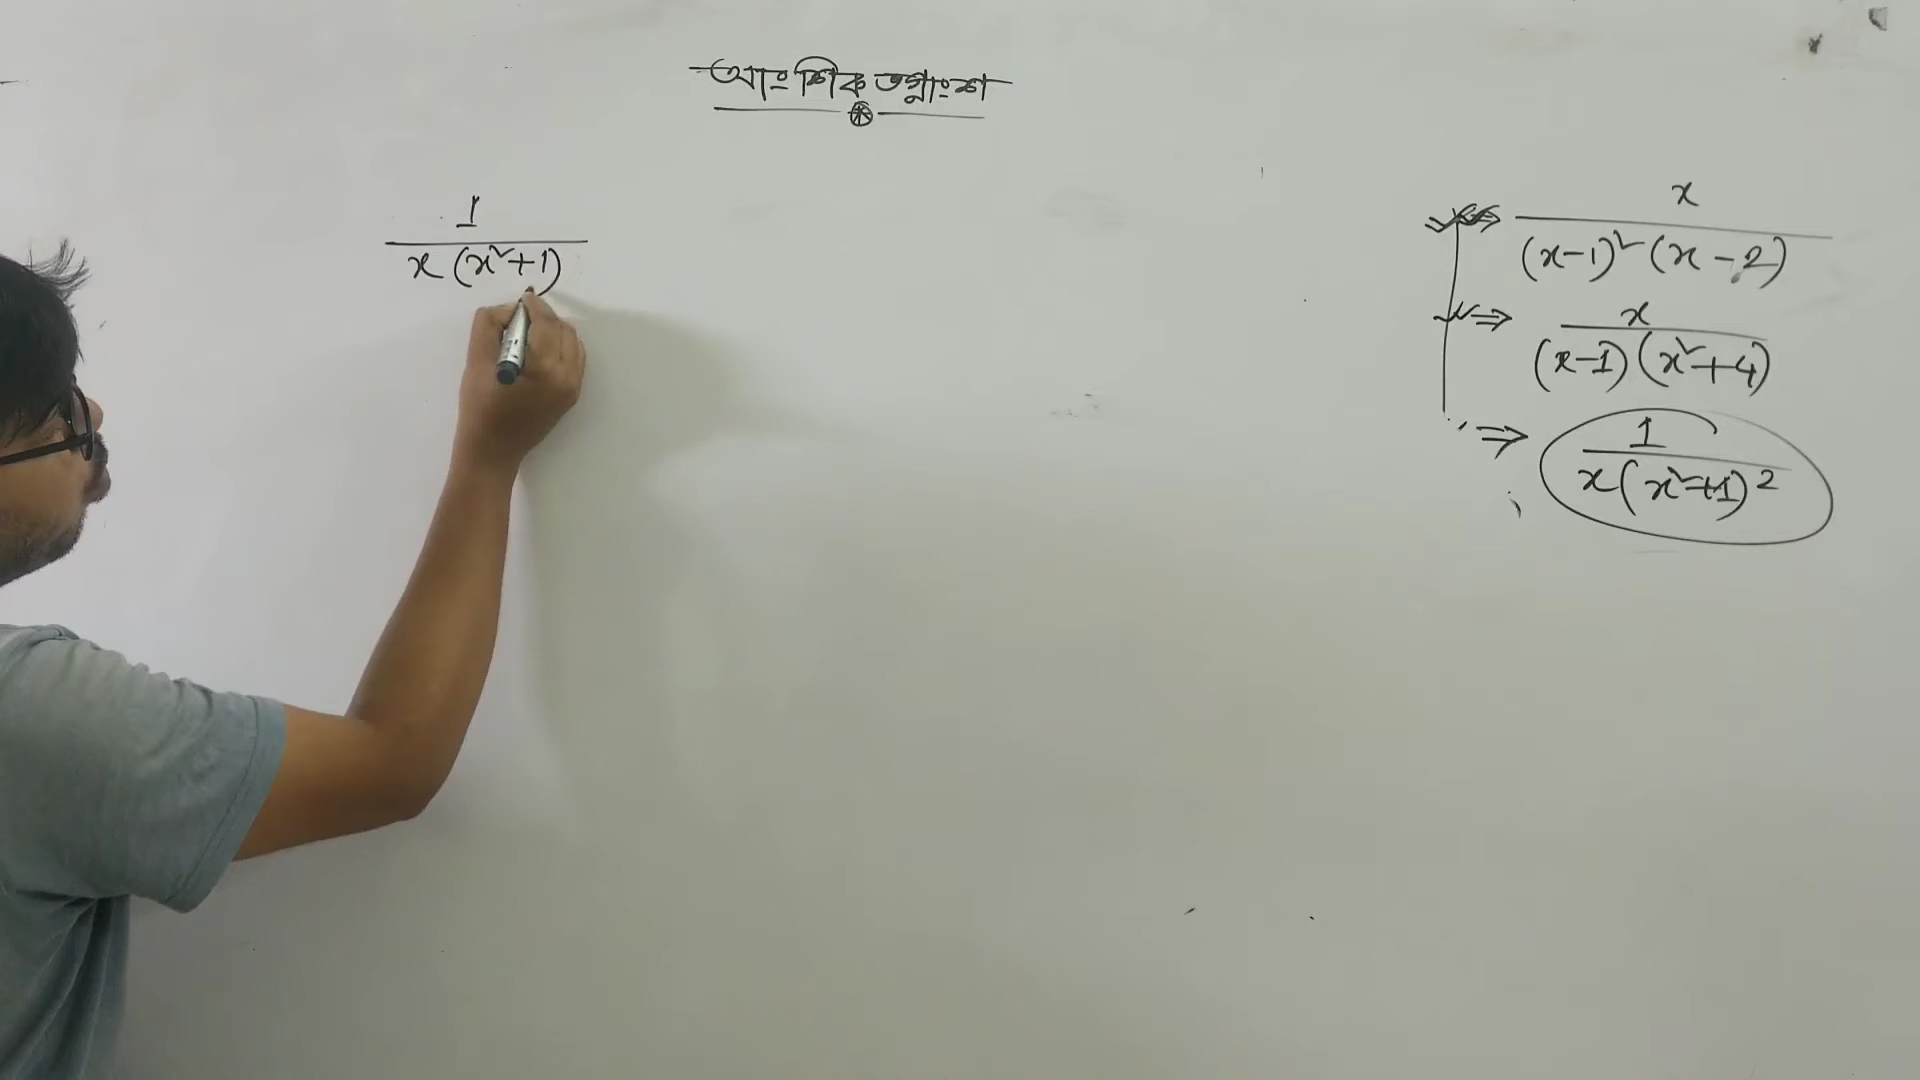 আংশিক ভগ্নাংশ
1
x(x²+1)
⇒ x
(x-1)²(x-2)
⇒ x
(x-1)(x²+4)
⇒ 1
x(x²+1)²